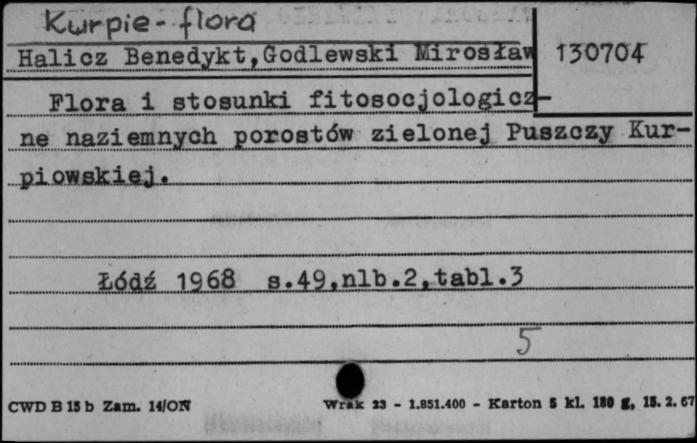 Kurpie - flora
Halicz Benedykt, Godlewski Mirosław 130704
Flora i stosunki fitosocjologicz-
ne naziemnych porostów zielonej Puszczy Kur-
piowskiej.
Łódź 1968 s.49,nlb.2,tabl.3
5
CWD B 15 b Zam. 14/ON Wrak 23 - 1.851.400 - Karton 5 kl. 180 g, 15. 2. 67